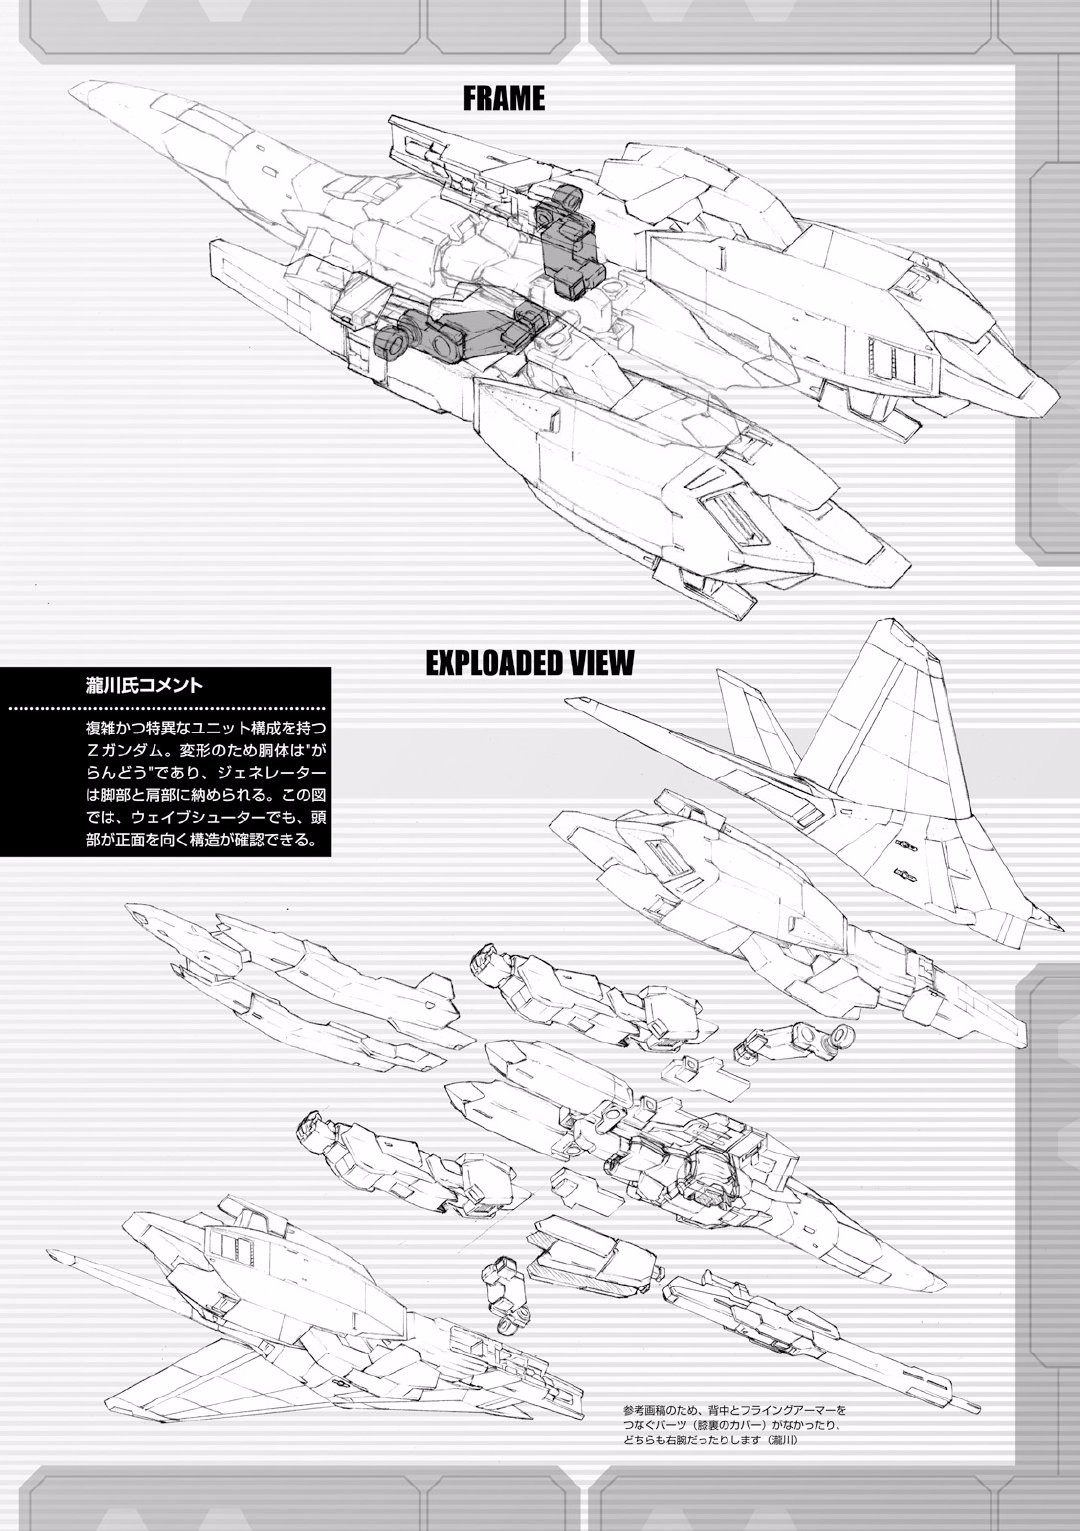 FRAME
EXPLOADED VIEW
瀧川氏コメント
複雑かつ特異なユニット構成を持つ
Ζガンダム。変形のため胴体は"が
らんどう"であり、ジェネレーター
は脚部と肩部に納められる。この図
では、ウェイブシューターでも、頭
部が正面を向く構造が確認できる。
参考画稿のため、背中とフライングアーマーを
つなぐパーツ（膝裏のカバー）がなかったり、
どちらも右腕だったりします（瀧川）